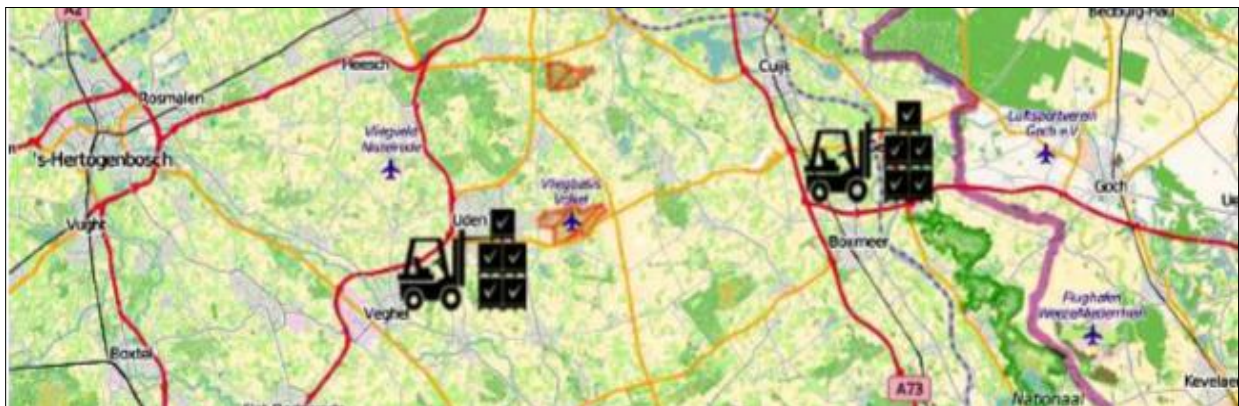 A2
Bedburg-Hau
Heesch
Cuijk
Rosmalen
Vliegveld
Nistelrode
Luftsportverein
Goch e.V.
's-Hertogenbosch
Vliegbasis
Volkel
Goch
Vught
Uden
Boxmeer
Veghel
Flughafen
Weeze/Niederrhein
Boxtel
A73
Kevelaer
Nationaal